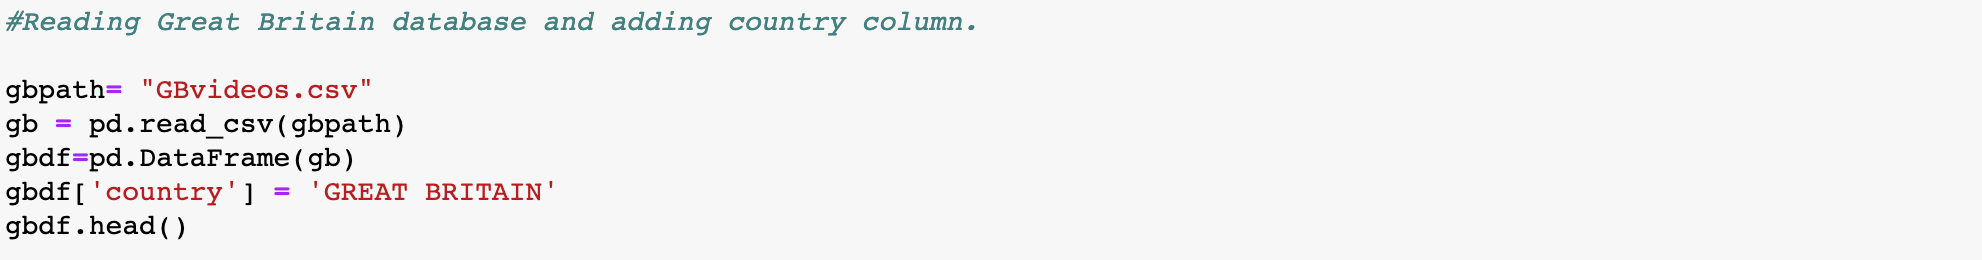 #Reading Great Britain database and adding country column.
gbpath= "GBvideos.csv"
gb = pd.read_csv(gbpath)
gbdf=pd.DataFrame(gb)
gbdf['country'] = 'GREAT BRITAIN'
gbdf.head()